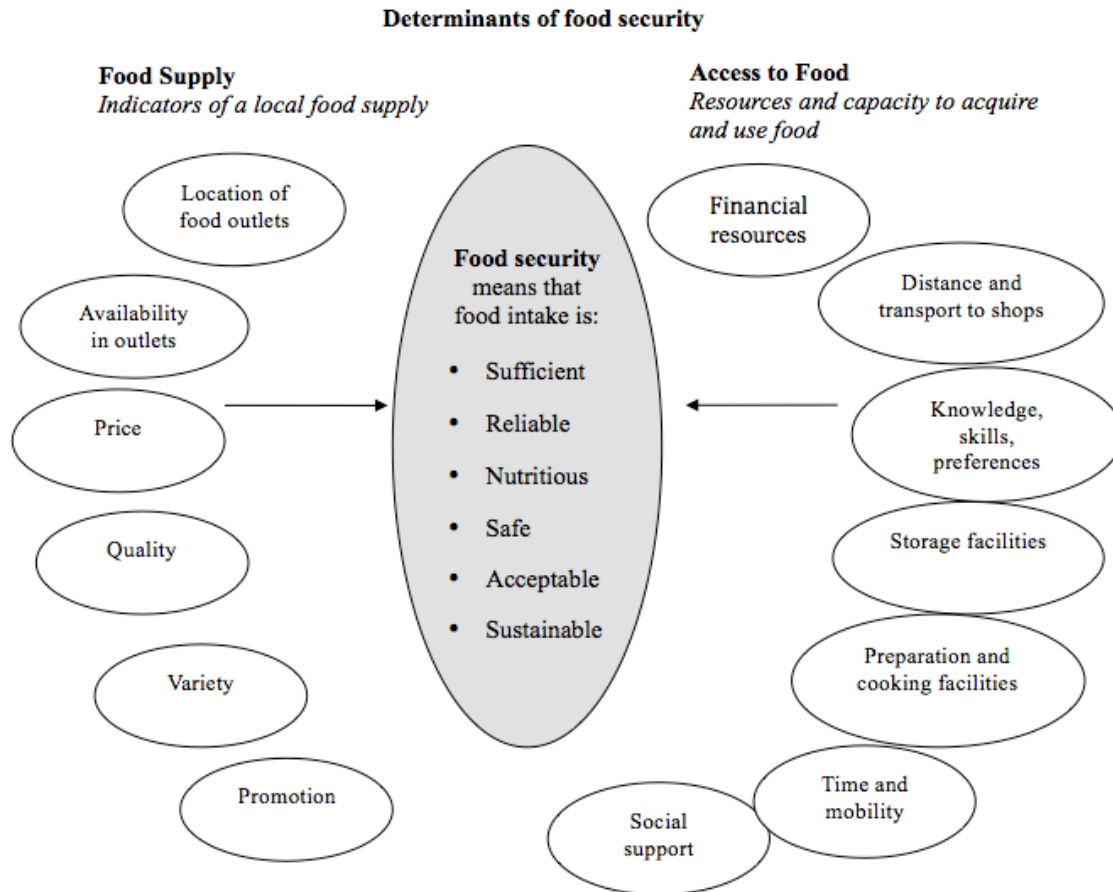 Determinants of food security
Food Supply
Indicators of a local food supply
Location of
food outlets
Availability
in outlets
Price
Quality
Variety
Promotion
Food security
means that
food intake is:
• Sufficient
• Reliable
• Nutritious
• Safe
• Acceptable
• Sustainable
Access to Food
Resources and capacity to acquire
and use food
Financial
resources
Distance and
transport to shops
Knowledge,
skills,
preferences
Storage facilities
Preparation and
cooking facilities
Time and
mobility
Social
support